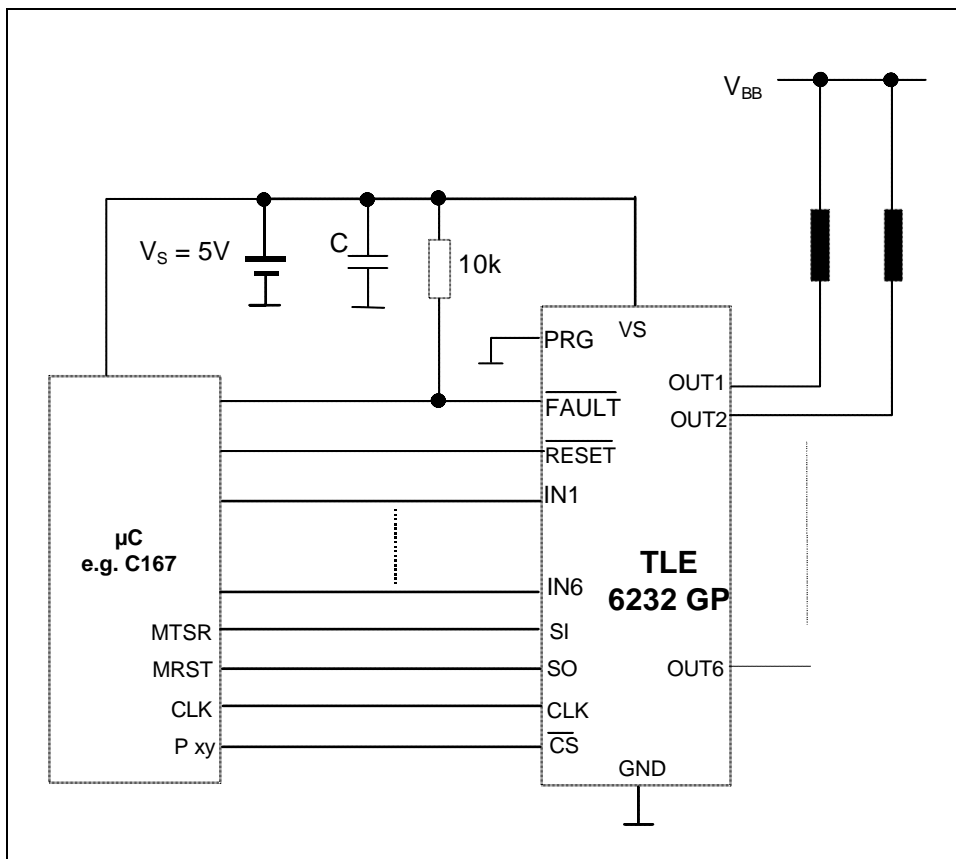 V_BB
V_S = 5V
C
10k
PRG
VS
OUT1
FAULT
OUT2
RESET
IN1
µC
e.g. C167
TLE
6232 GP
IN6
MTSR
SI
MRST
SO
OUT6
CLK
CLK
P xy
CS
GND